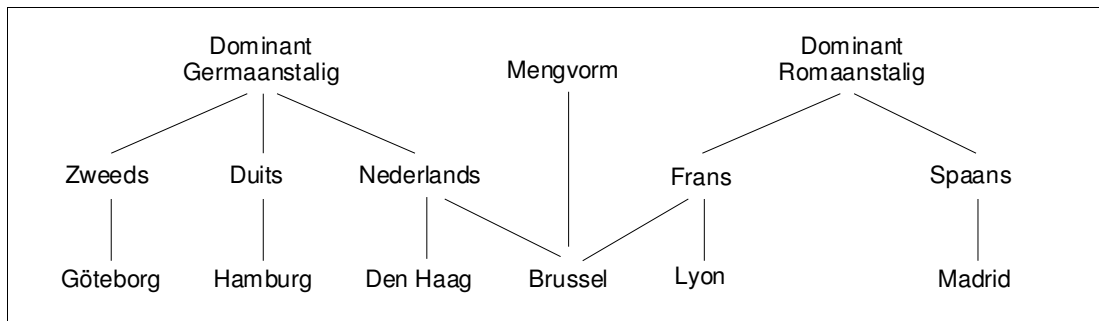 Dominant
Germaanstalig
Mengvorm
Dominant
Romaanstalig
Zweeds
Duits
Nederlands
Frans
Spaans
Göteborg
Hamburg
Den Haag
Brussel
Lyon
Madrid